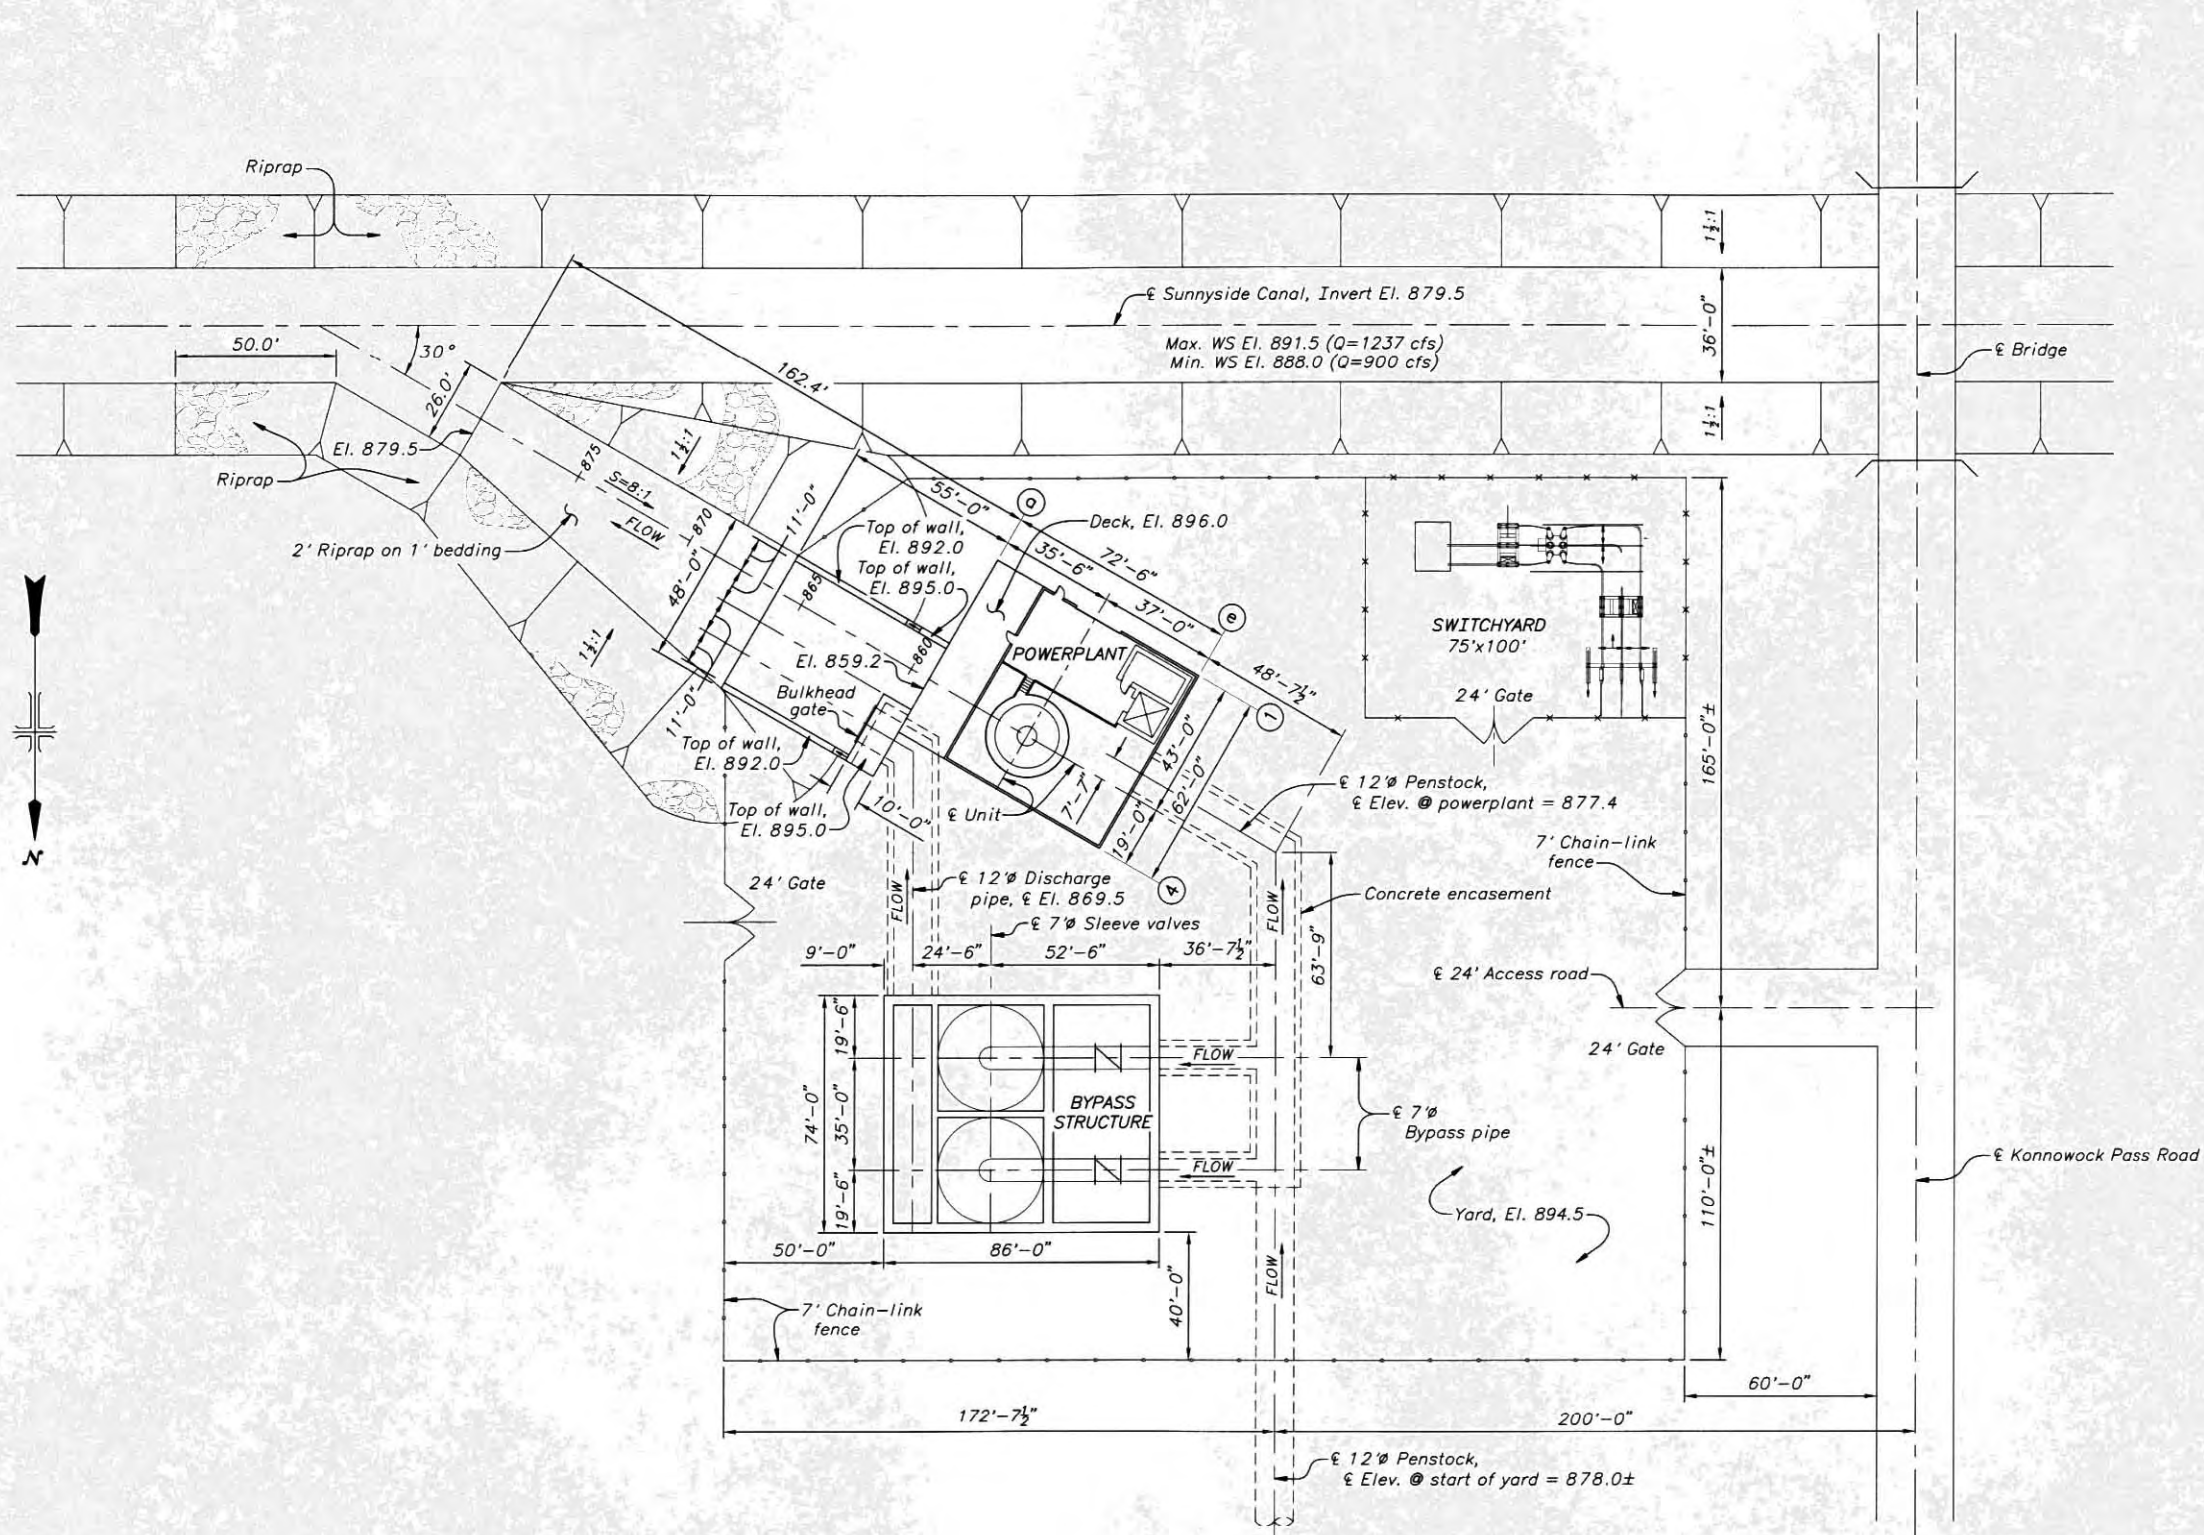 Riprap
℄ Sunnyside Canal, Invert El. 879.5
Max. WS El. 891.5 (Q=1237 cfs)
Min. WS El. 888.0 (Q=900 cfs)
1½:1
36'-0"
1½:1
℄ Bridge
50.0'
30°
26.0'
162.4'
El. 879.5
Riprap
2' Riprap on 1' bedding
875
S=8:1
FLOW
870
1½:1
48'-0"
11'-0"
865
55'-0"
Top of wall,
El. 892.0
Top of wall,
El. 895.0
a
Deck, El. 896.0
35'-6"
72'-6"
37'-0"
e
POWERPLANT
860
El. 859.2
Bulkhead
gate
1½:1
11'-0"
Top of wall,
El. 892.0
Top of wall,
El. 895.0
10'-0"
℄ Unit
7'-7"
43'-0"
62'-0"
19'-0"
48'-7½"
1
4
SWITCHYARD
75'x100'
24' Gate
165'-0"±
℄ 12'ø Penstock,
℄ Elev. @ powerplant = 877.4
7' Chain-link
fence
N
24' Gate
FLOW
℄ 12'ø Discharge
pipe, ℄ El. 869.5
℄ 7'ø Sleeve valves
FLOW
Concrete encasement
9'-0"
24'-6"
52'-6"
36'-7½"
63'-9"
℄ 24' Access road
24' Gate
19'-6"
74'-0"
35'-0"
19'-6"
FLOW
BYPASS
STRUCTURE
FLOW
℄ 7'ø
Bypass pipe
℄ Konnowock Pass Road
110'-0"±
Yard, El. 894.5
50'-0"
86'-0"
40'-0"
FLOW
7' Chain-link
fence
60'-0"
172'-7½"
200'-0"
℄ 12'ø Penstock,
℄ Elev. @ start of yard = 878.0±